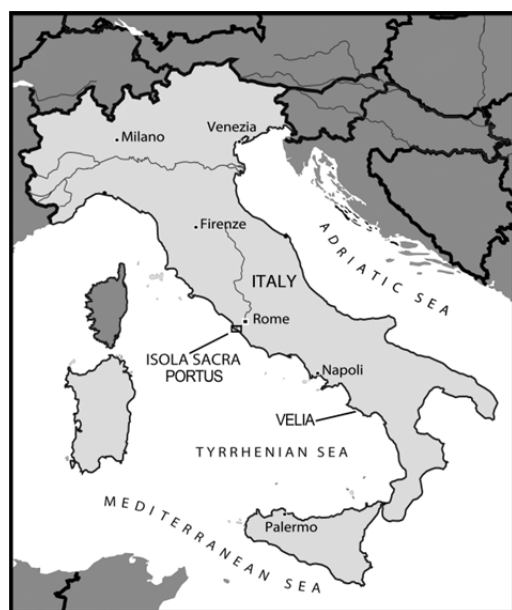 Milano
Venezia
Firenze
ADRIATIC SEA
ITALY
Rome
ISOLA SACRA
PORTUS
Napoli
VELIA
TYRRHENIAN SEA
MEDITERRANEAN SEA
Palermo